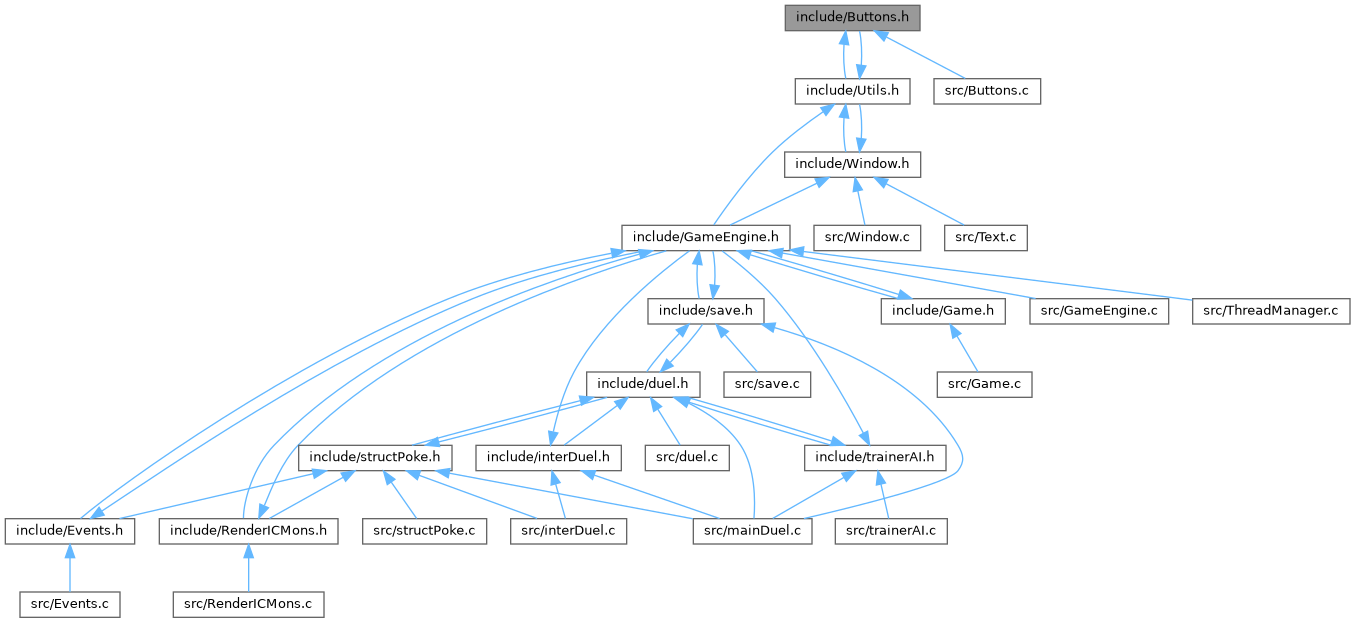 include/Buttons.h
include/Utils.h
src/Buttons.c
include/Window.h
include/GameEngine.h
src/Window.c
src/Text.c
include/save.h
include/Game.h
src/GameEngine.c
src/ThreadManager.c
include/duel.h
src/save.c
src/Game.c
include/structPoke.h
include/interDuel.h
src/duel.c
include/trainerAI.h
include/Events.h
include/RenderICMons.h
src/structPoke.c
src/interDuel.c
src/mainDuel.c
src/trainerAI.c
src/Events.c
src/RenderICMons.c